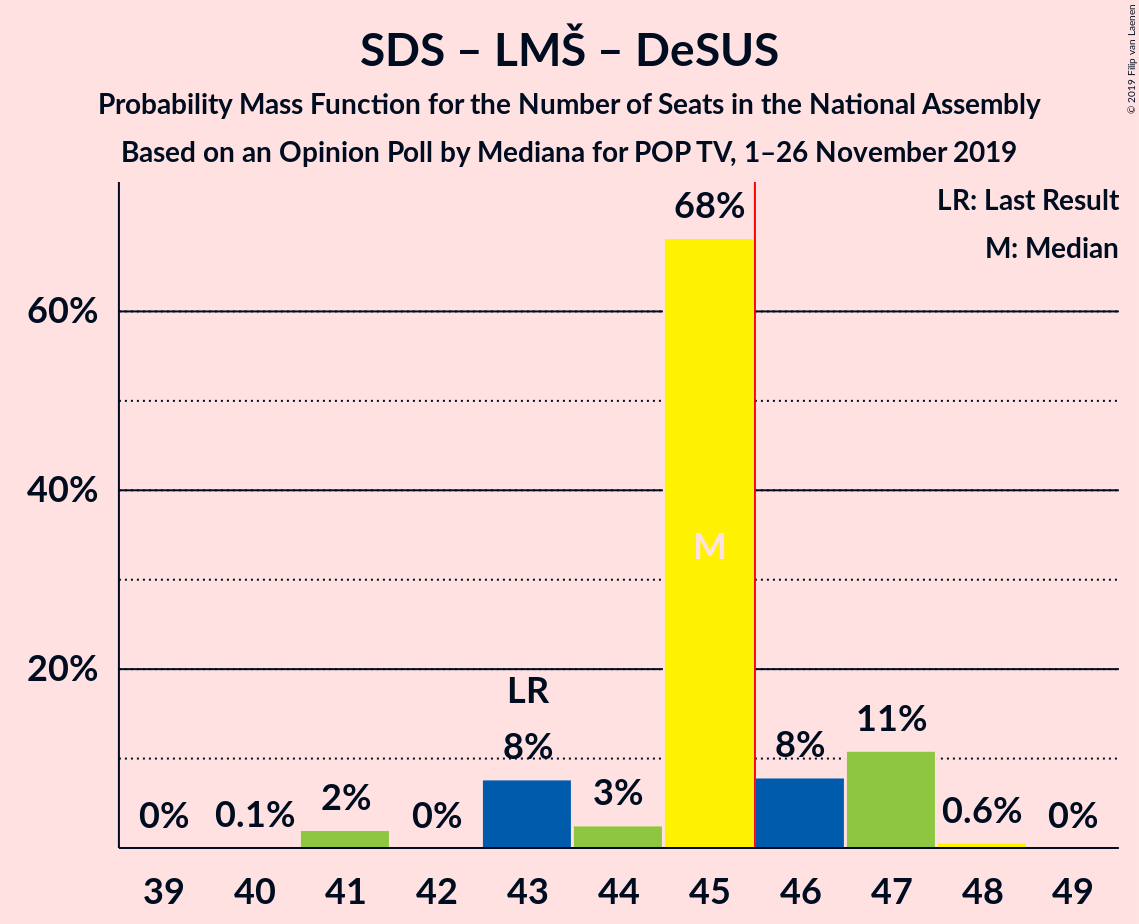 SDS – LMŠ – DeSUS
Probability Mass Function for the Number of Seats in the National Assembly
Based on an Opinion Poll by Mediana for POP TV, 1–26 November 2019
© 2019 Filip van Laenen
LR: Last Result
M: Median
60%
40%
20%
0%
0.1%
2%
0%
LR
8%
3%
68%
M
8%
11%
0.6%
0%
39 40 41 42 43 44 45 46 47 48 49